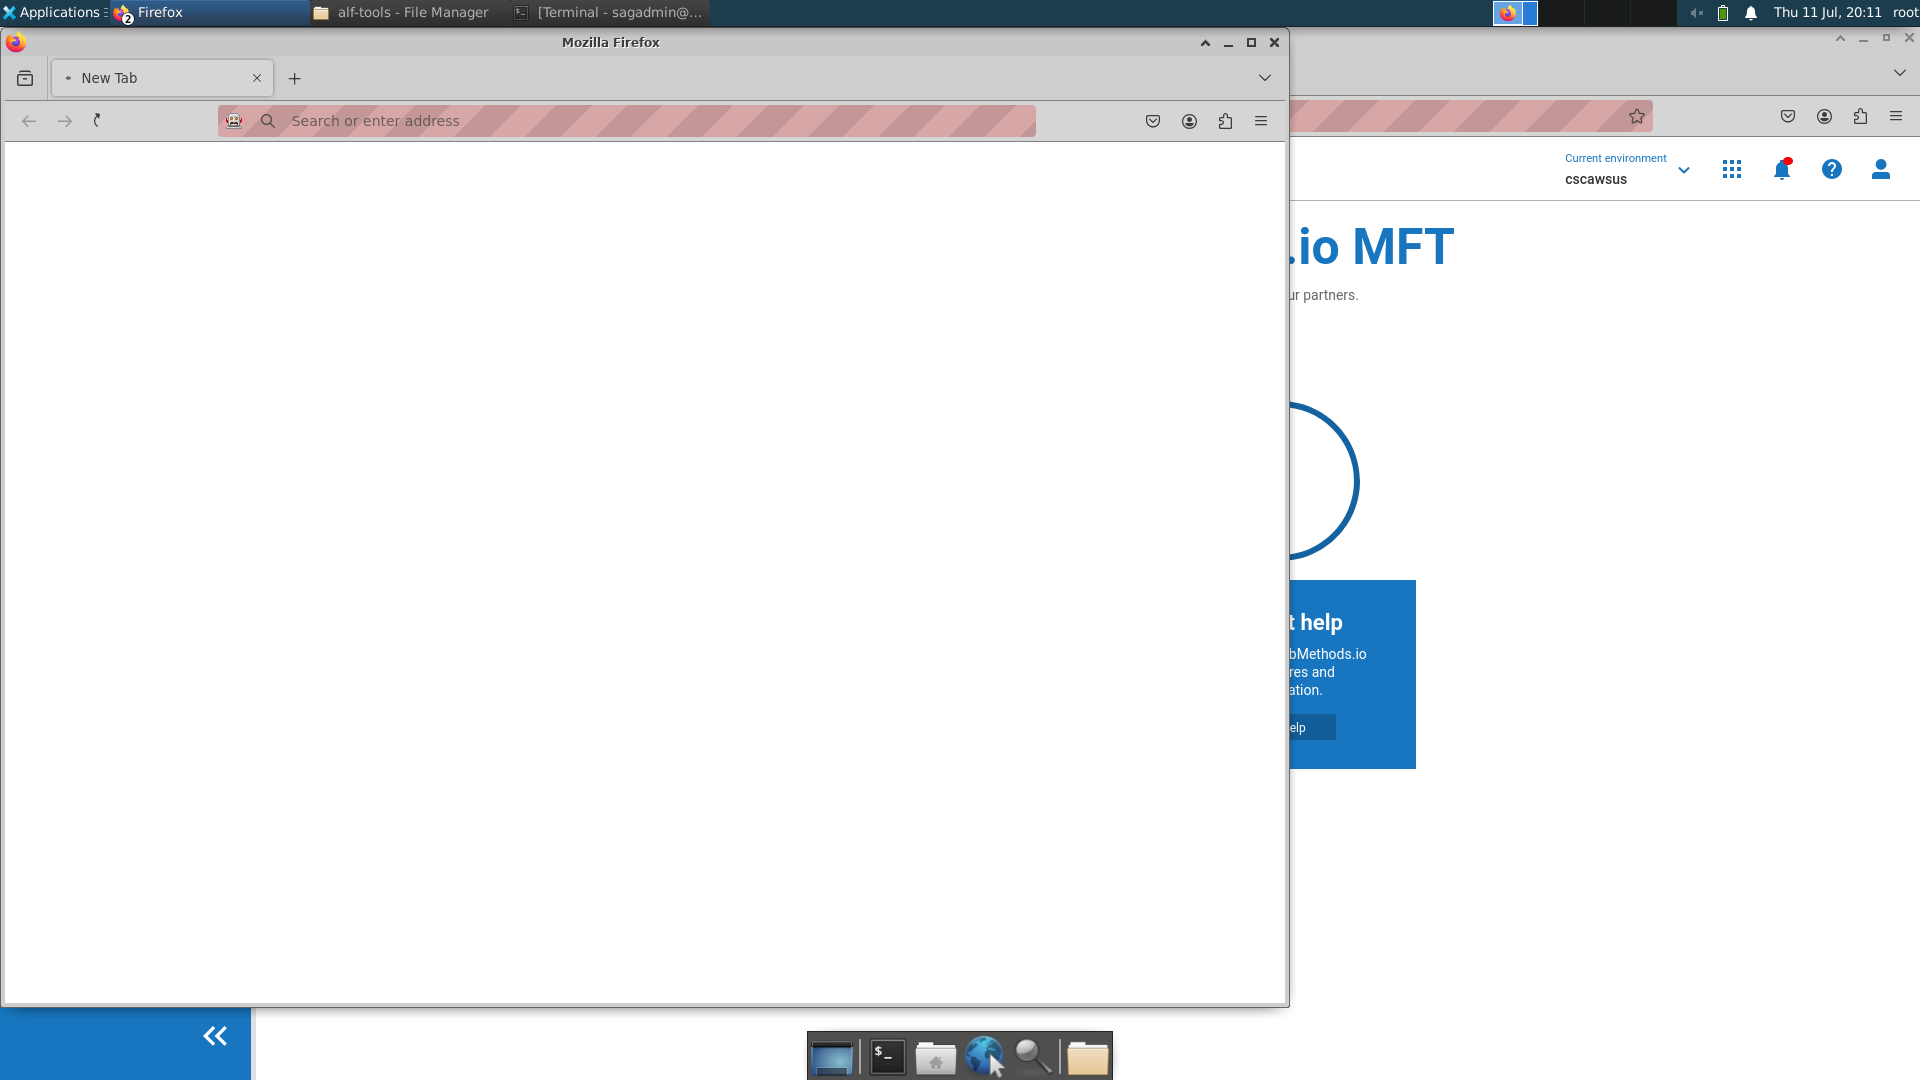 Applications
2 Firefox
alf-tools - File Manager
[Terminal - sagadmin@...
Thu 11 Jul, 20:11
root
Mozilla Firefox
New Tab
Search or enter address
Current environment
cscawsus
.io MFT
ur partners.
t help
bMethods.io
res and
ation.
elp
$_